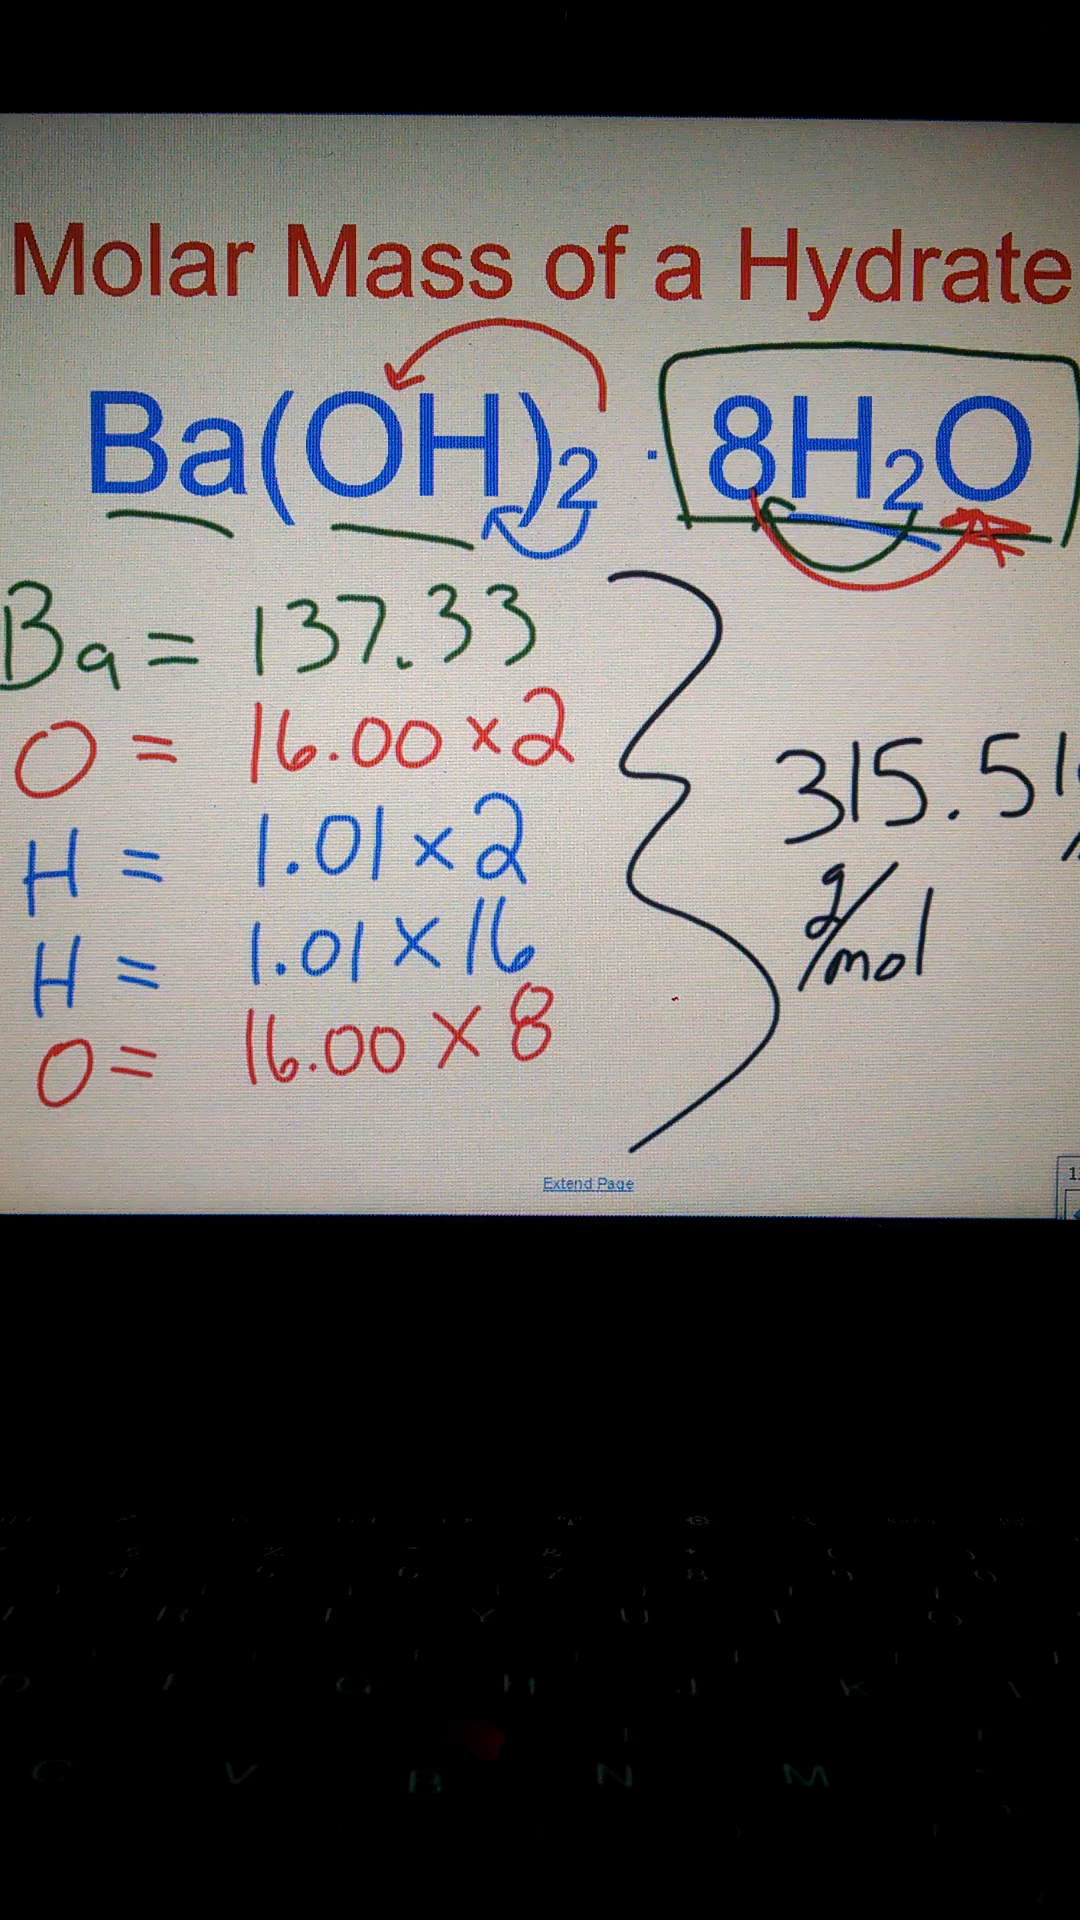 Molar Mass of a Hydrate
Ba(OH)₂ · 8H₂O
Ba = 137.33
O = 16.00 x 2
H = 1.01 x 2
H = 1.01 x 16
O = 16.00 x 8
315.51
g/mol
Extend Page
H J K
C V B N M